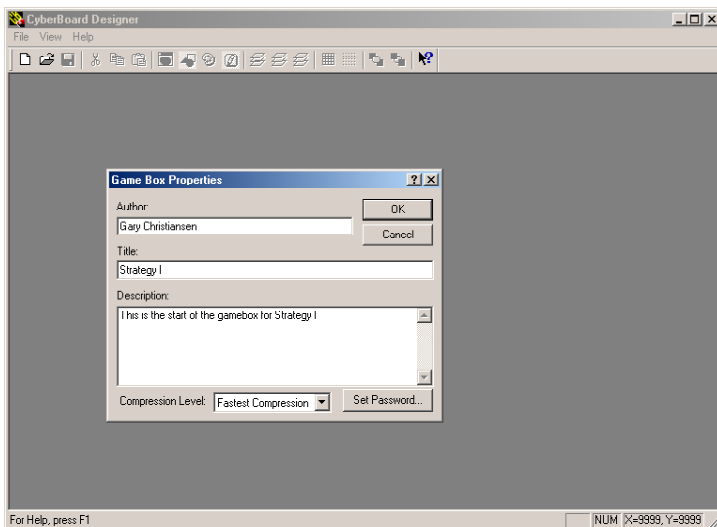 CyberBoard Designer
File View Help
Game Box Properties
Author:
OK
Gary Christiansen
Cancel
Title:
Strategy I
Description:
This is the start of the gamebox for Strategy I
Compression Level: Fastest Compression Set Password...
For Help, press F1 NUM X=9999, Y=9999